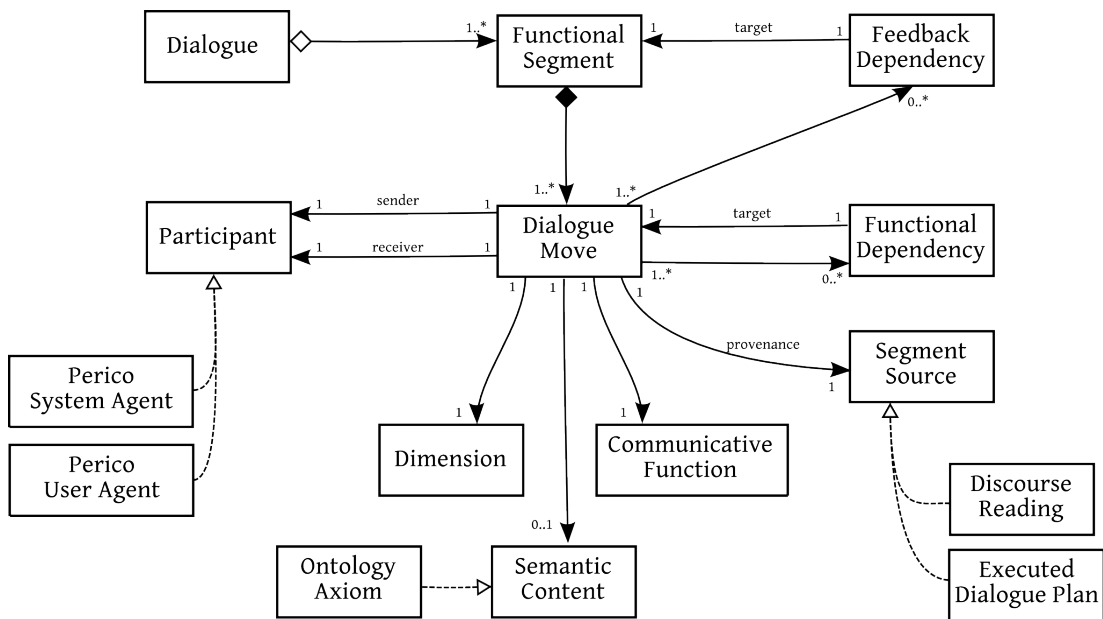 Dialogue
1..*
Functional
Segment
1
target
1
Feedback
Dependency
0..*
1..*
1..*
Participant
1
sender
1
1
receiver
1
Dialogue
Move
1
target
1
1..*
0..*
Functional
Dependency
1
1
1
1
provenance
1
Segment
Source
Perico
System Agent
Perico
User Agent
1
Dimension
1
Communicative
Function
0..1
Ontology
Axiom
Semantic
Content
Discourse
Reading
Executed
Dialogue Plan